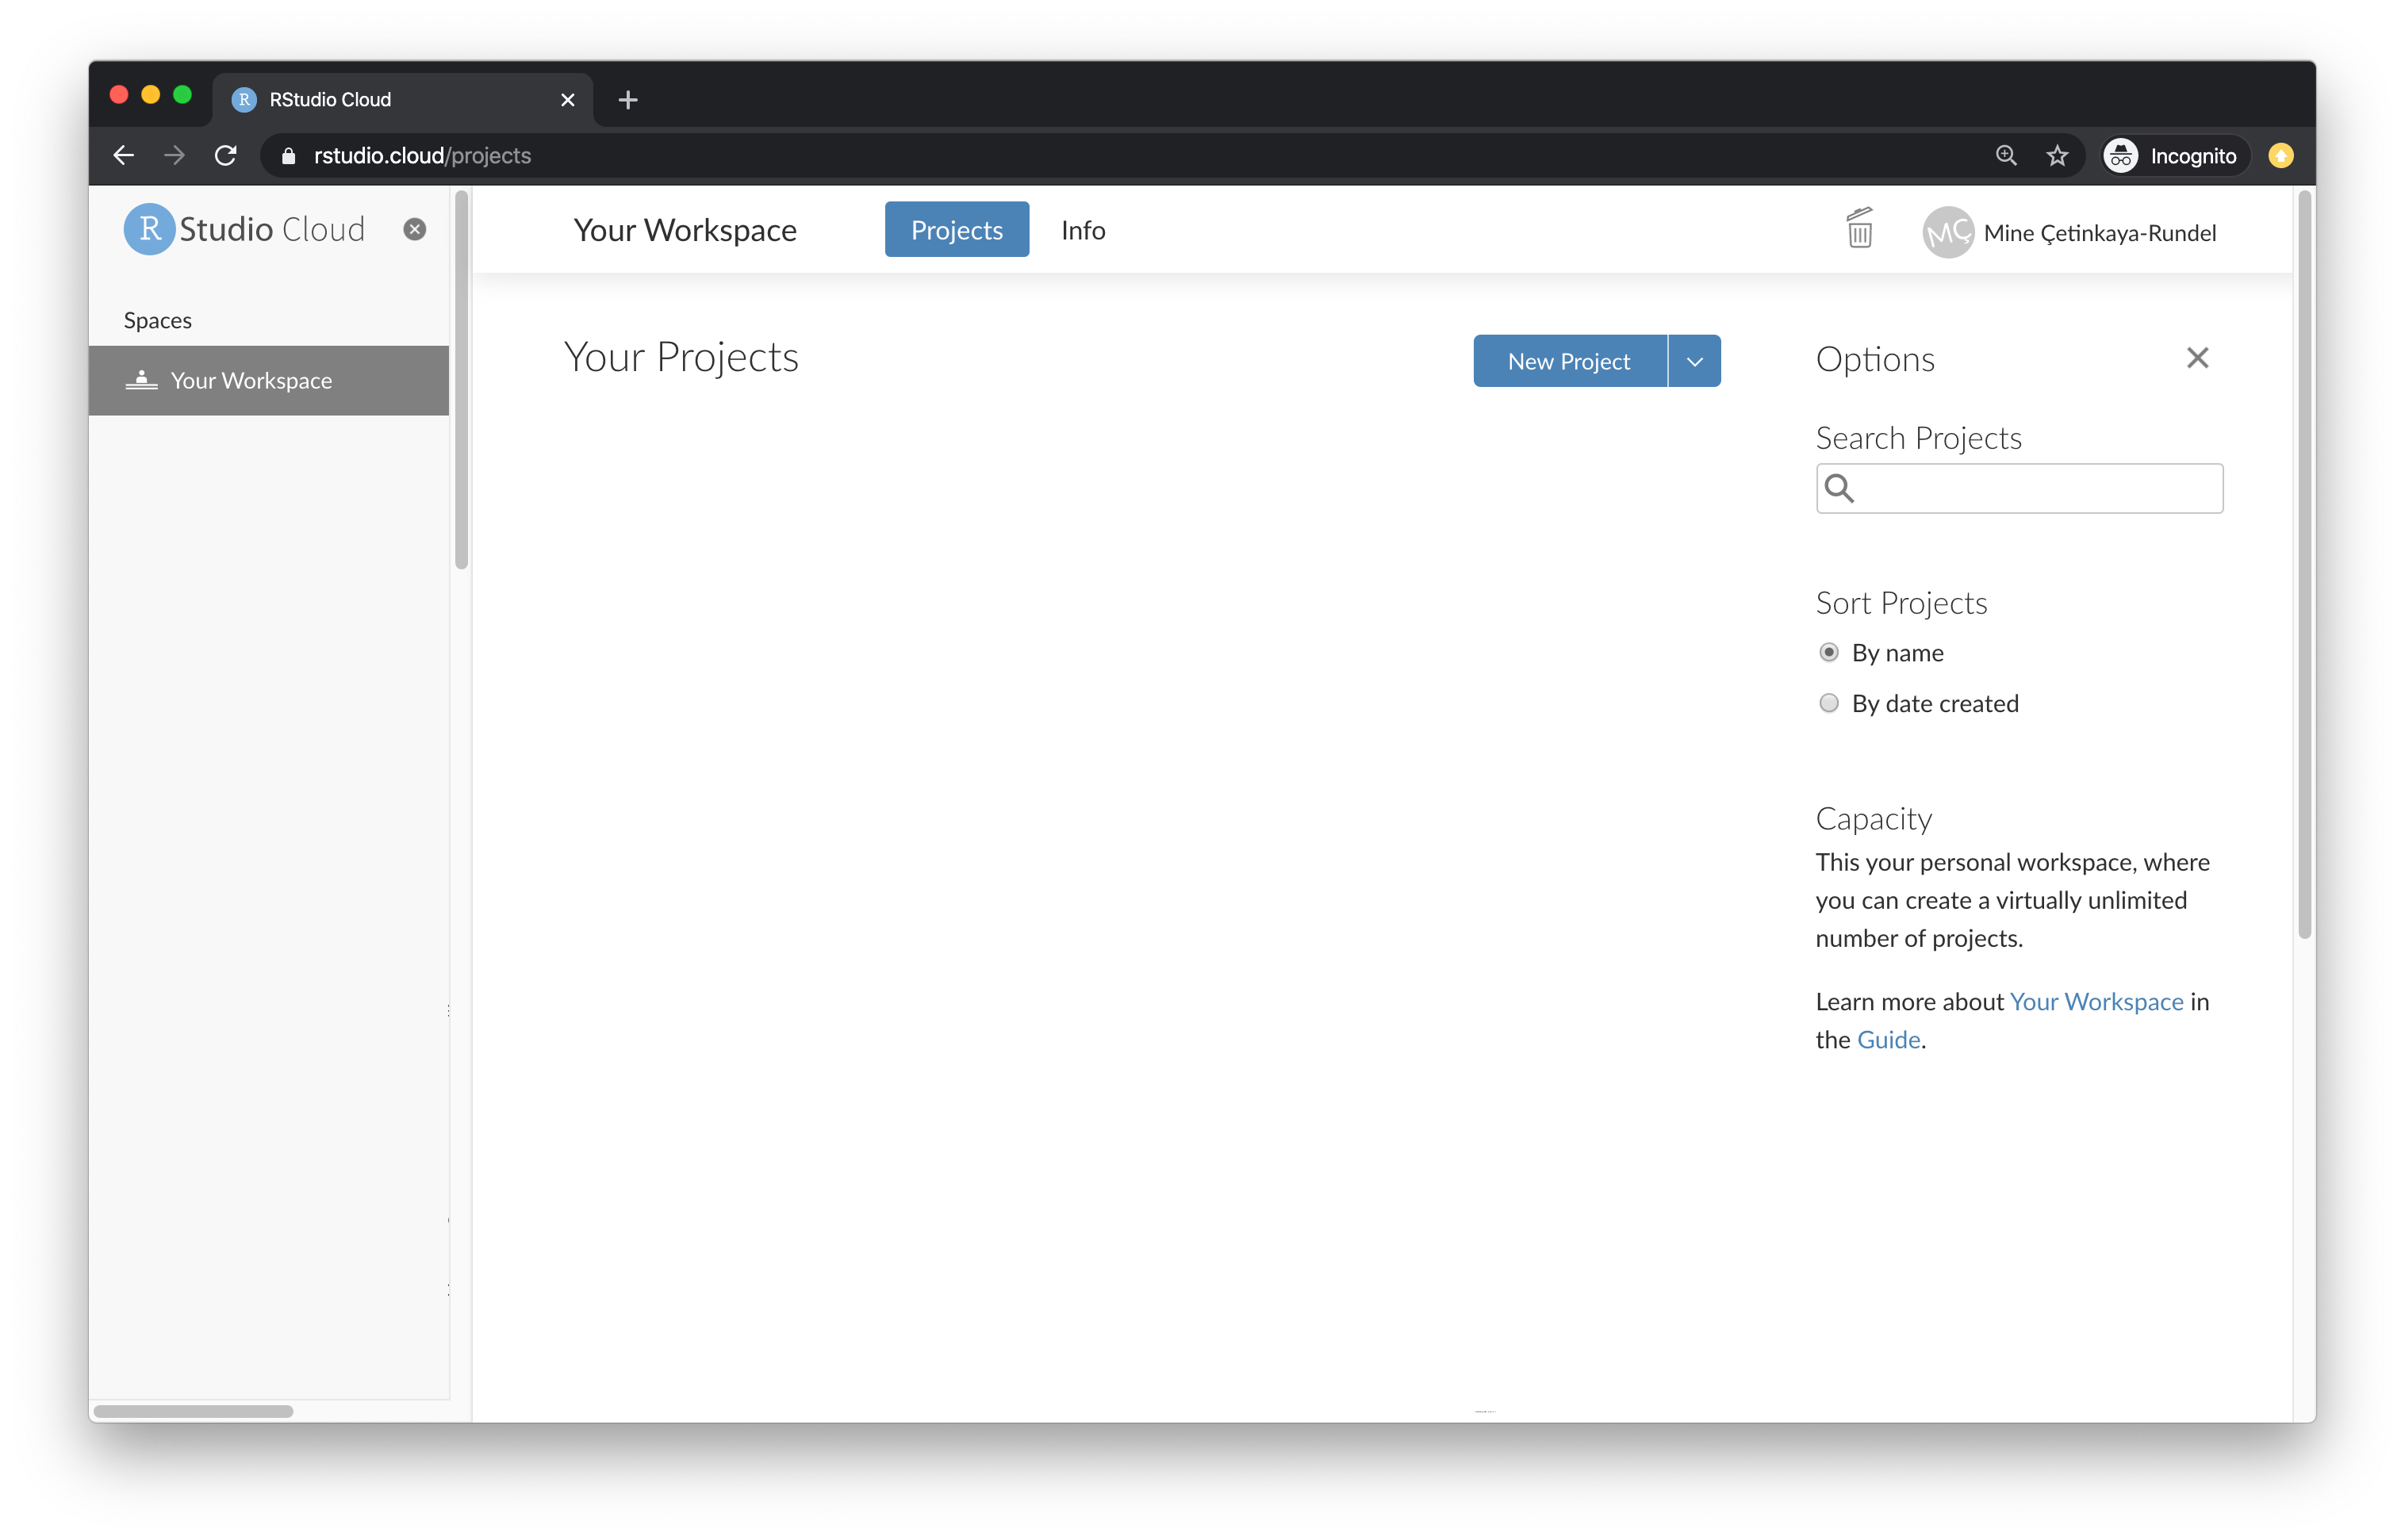 RStudio Cloud
rstudio.cloud/projects
Incognito
R Studio Cloud
Your Workspace
Projects
Info
MÇ
Mine Çetinkaya-Rundel
Spaces
Your Workspace
Your Projects
New Project
Options
Search Projects
Sort Projects
By name
By date created
Capacity
This your personal workspace, where
you can create a virtually unlimited
number of projects.
Learn more about Your Workspace in
the Guide.